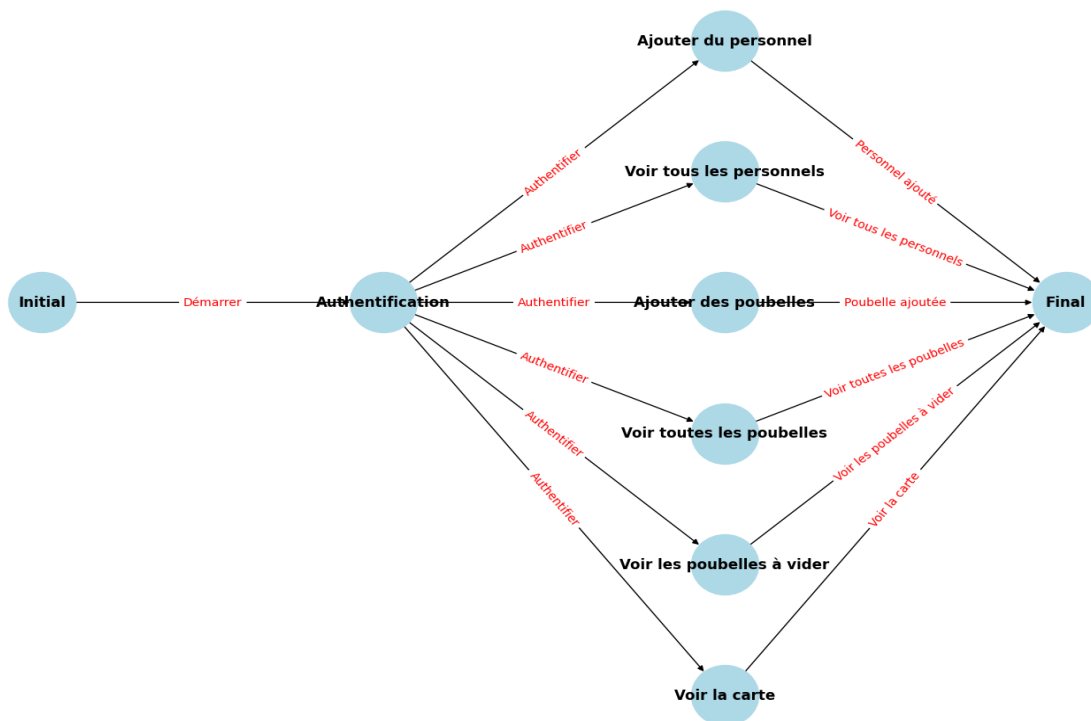 Ajouter du personnel
Authentifier
Personnel ajouté
Voir tous les personnels
Authentifier
Voir tous les personnels
Initial
Démarrer
Authentification
Authentifier
Ajouter des poubelles
Poubelle ajoutée
Final
Authentifier
Voir toutes les poubelles
Voir toutes les poubelles
Authentifier
Voir les poubelles à vider
Voir les poubelles à vider
Authentifier
Voir la carte
Voir la carte